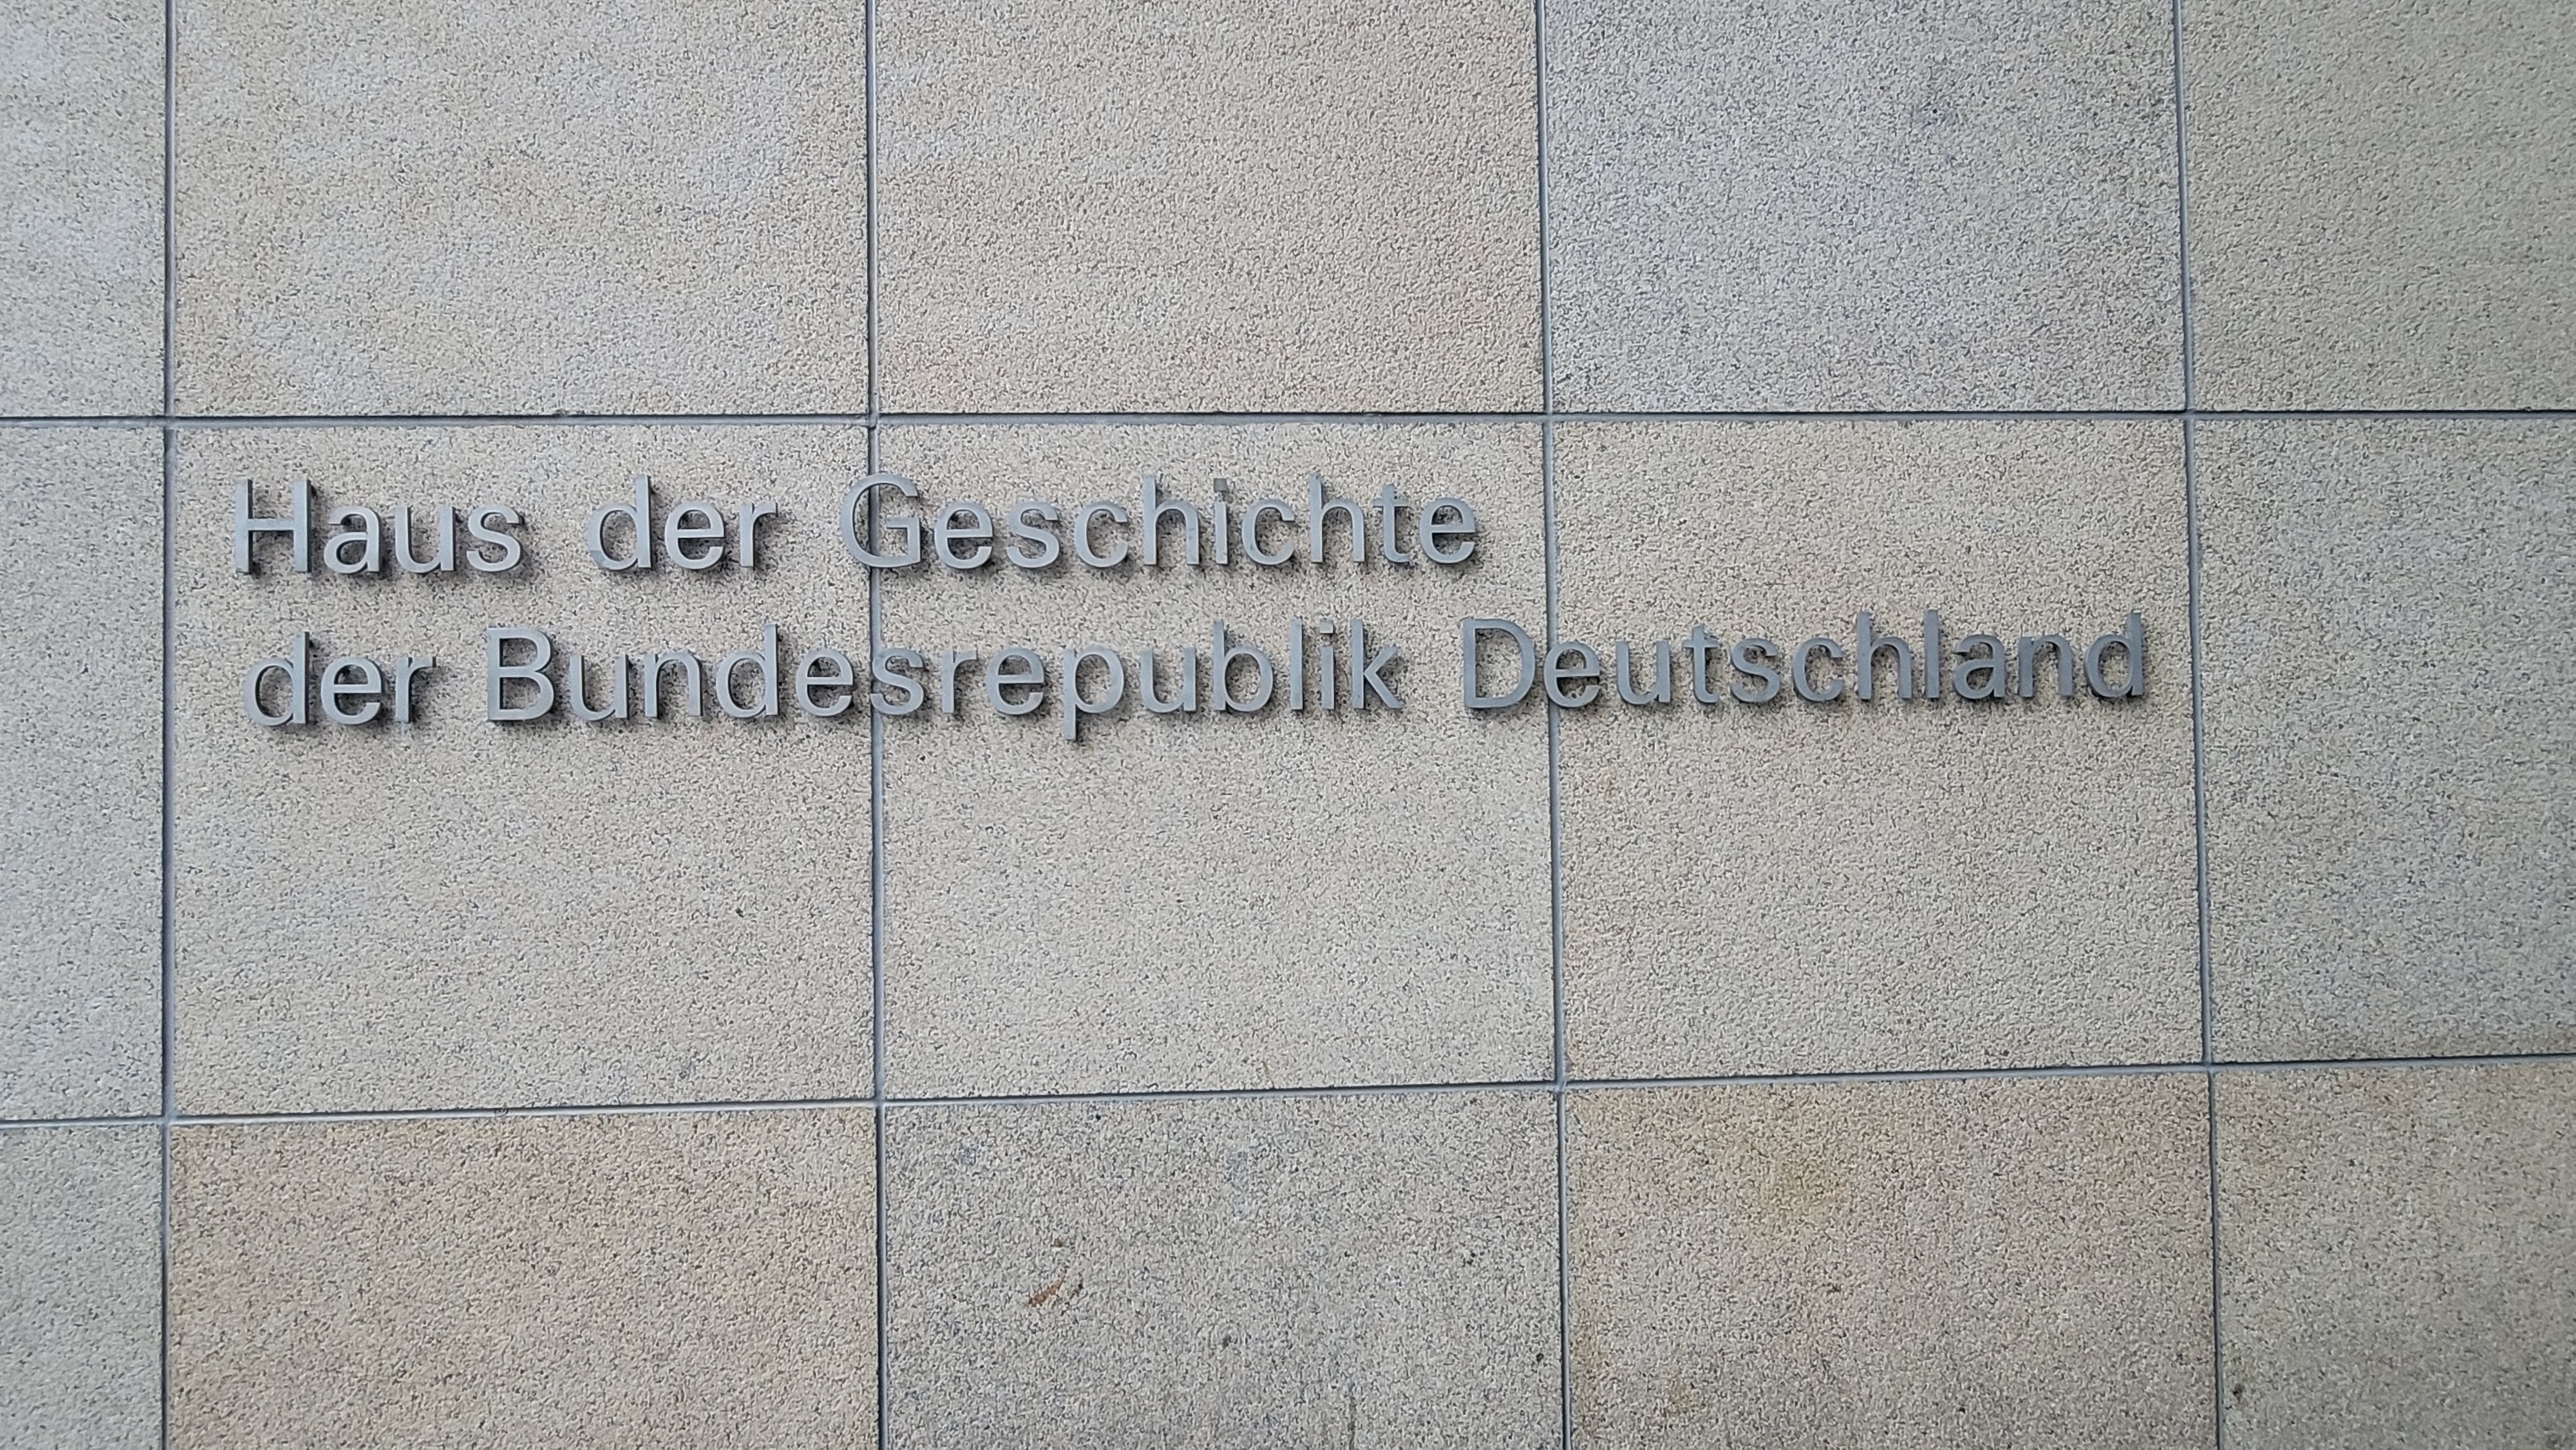 Haus der Geschichte
der Bundesrepublik Deutschland